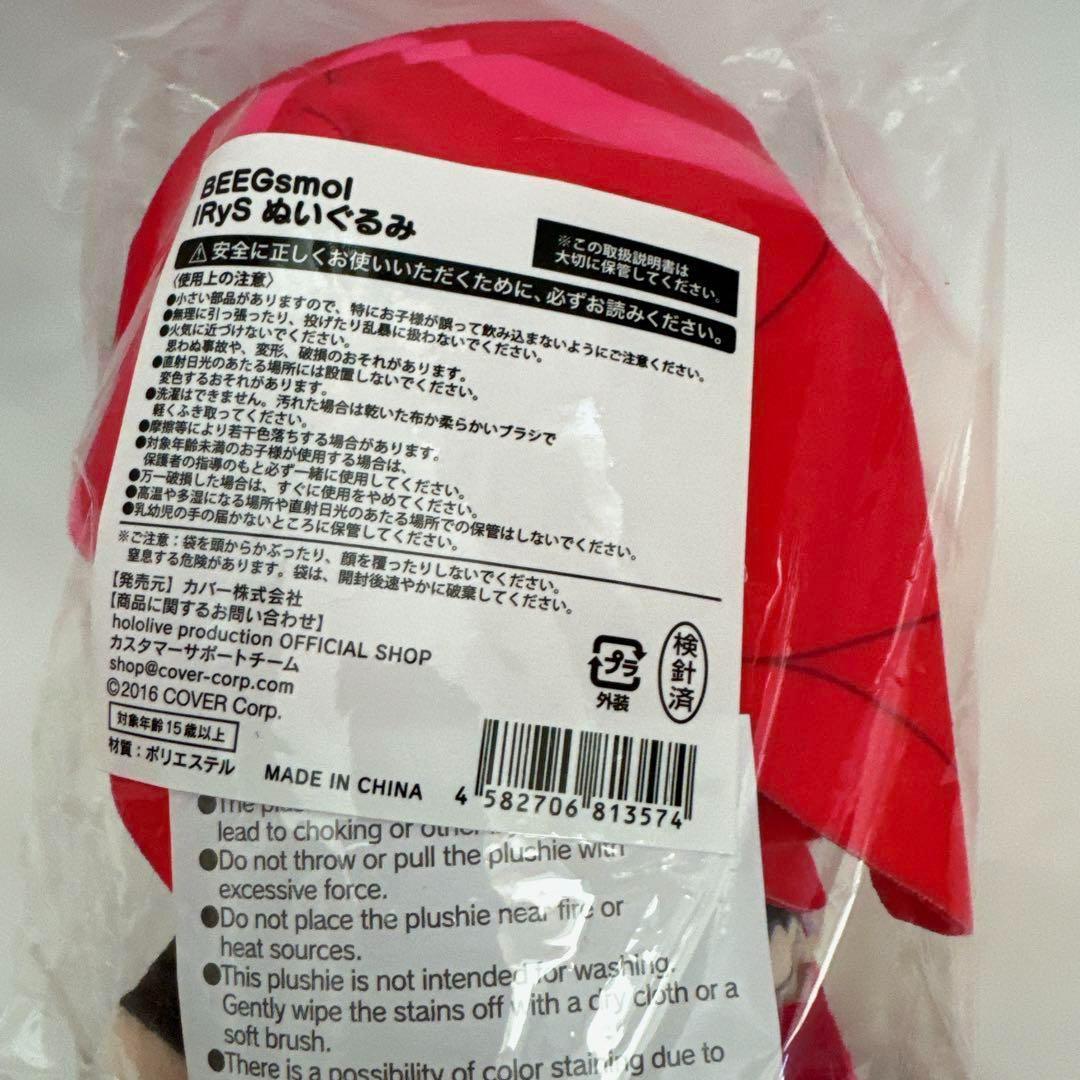 BEEGsmol
IRyS ぬいぐるみ
※この取扱説明書は
大切に保管してください。
⚠安全に正しくお使いいただくために、必ずお読みください。
〈使用上の注意〉
●小さい部品がありますので、特にお子様が誤って飲み込まないようにご注意ください。
●無理に引っ張ったり、投げたり乱暴に扱わないでください。
●火気に近づけないでください。
思わぬ事故や、変形、破損のおそれがあります。
●直射日光のあたる場所には設置しないでください。
変色するおそれがあります。
●洗濯はできません。汚れた場合は乾いた布か柔らかいブラシで
軽くふき取ってください。
●摩擦等により若干色落ちする場合があります。
●対象年齢未満のお子様が使用する場合は、
保護者の指導のもと必ず一緒に使用してください。
●万一破損した場合は、すぐに使用をやめてください。
●高温や多湿になる場所や直射日光のあたる場所での保管はしないでください。
●乳幼児の手の届かないところに保管してください。
※ご注意：袋を頭からかぶったり、顔を覆ったりしないでください。
窒息する危険があります。袋は、開封後速やかに破棄してください。
【発売元】カバー株式会社
【商品に関するお問い合わせ】
hololive production OFFICIAL SHOP
カスタマーサポートチーム
shop@cover-corp.com
©2016 COVER Corp.
対象年齢15歳以上
材質：ポリエステル
MADE IN CHINA
プラ
外装
検針済
4 582706 813574
●The
lead to choking or
●Do not throw or pull the plushie with
excessive force.
●Do not place the plushie near fire or
heat sources.
●This plushie is not intended for washing.
Gently wipe the stains off with a dry cloth or a
soft brush.
●There is a possibility of color staining due to